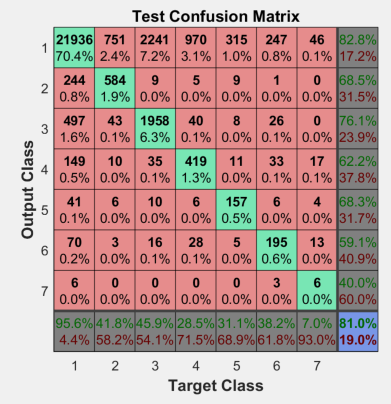 Test Confusion Matrix
21936 751 2241 970 315 247 46 82.8%
1 70.4% 2.4% 7.2% 3.1% 1.0% 0.8% 0.1% 17.2%
244 584 9 5 9 1 0 68.5%
2 0.8% 1.9% 0.0% 0.0% 0.0% 0.0% 0.0% 31.5%
497 43 1958 40 8 26 0 76.1%
3 1.6% 0.1% 6.3% 0.1% 0.0% 0.1% 0.0% 23.9%
149 10 35 419 11 33 17 62.2%
4 0.5% 0.0% 0.1% 1.3% 0.0% 0.1% 0.1% 37.8%
41 6 10 6 157 6 4 68.3%
5 0.1% 0.0% 0.0% 0.0% 0.5% 0.0% 0.0% 31.7%
70 3 16 28 5 195 13 59.1%
6 0.2% 0.0% 0.1% 0.1% 0.0% 0.6% 0.0% 40.9%
6 0 0 0 0 3 6 40.0%
7 0.0% 0.0% 0.0% 0.0% 0.0% 0.0% 0.0% 60.0%
95.6% 41.8% 45.9% 28.5% 31.1% 38.2% 7.0% 81.0%
4.4% 58.2% 54.1% 71.5% 68.9% 61.8% 93.0% 19.0%
1 2 3 4 5 6 7
Target Class
Output Class